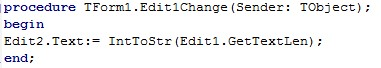 procedure TForm1.Edit1Change(Sender: TObject);
begin
Edit2.Text:= IntToStr(Edit1.GetTextLen);
end;